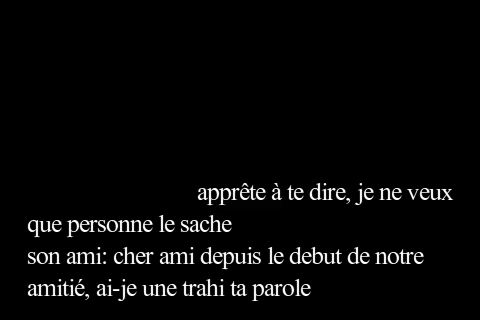 apprête à te dire, je ne veux
que personne le sache
son ami: cher ami depuis le debut de notre
amitié, ai-je une trahi ta parole